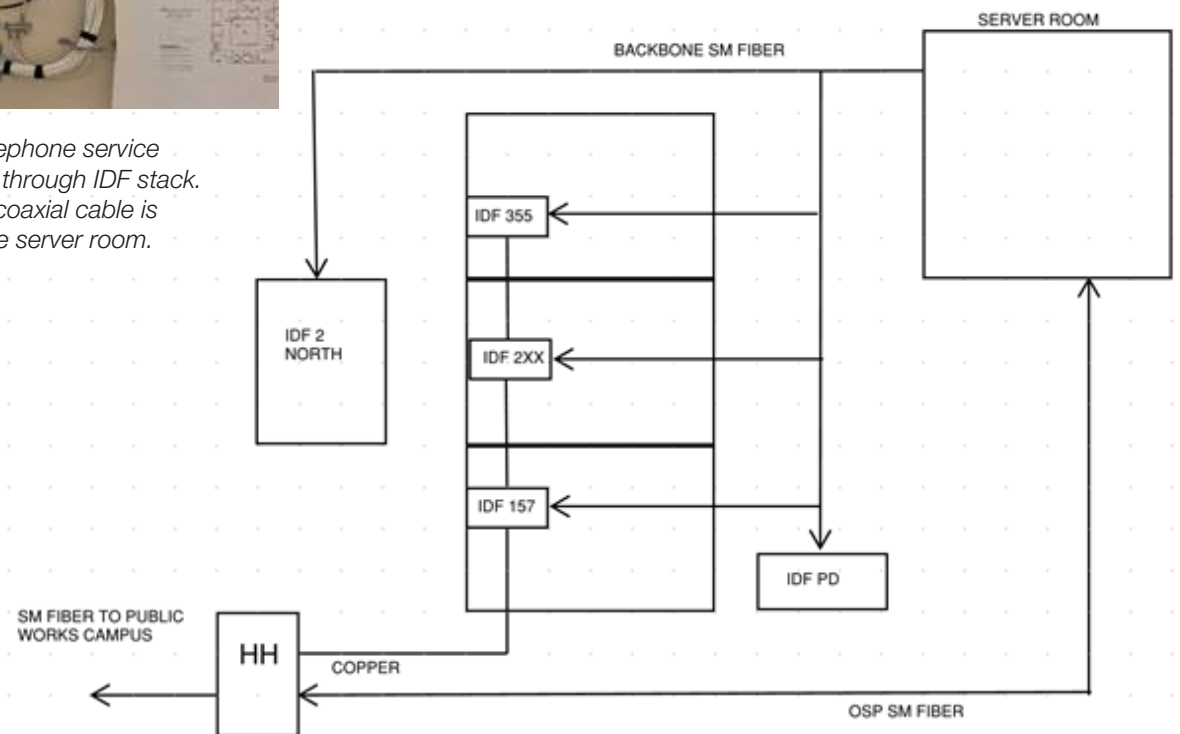 SERVER ROOM
BACKBONE SM FIBER
ephone service
through IDF stack.
coaxial cable is
e server room.
IDF 355
IDF 2
NORTH
IDF 2XX
IDF 157
IDF PD
SM FIBER TO PUBLIC
WORKS CAMPUS
HH
COPPER
OSP SM FIBER